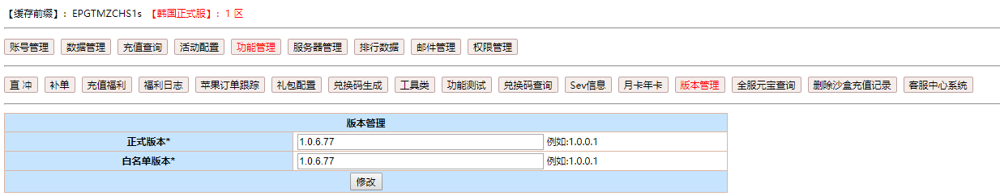 【缓存前缀】: EPGTMZCHS1s 【韩国正式服】: 1 区
账号管理 数据管理 充值查询 活动配置 功能管理 服务器管理 排行数据 邮件管理 权限管理
直 冲 补单 充值福利 福利日志 苹果订单跟踪 礼包配置 兑换码生成 工具类 功能测试 兑换码查询 Sev信息 月卡年卡 版本管理 全服元宝查询 删除沙盒充值记录 客服中心系统
版本管理
正式版本* 1.0.6.77 例如:1.0.0.1
白名单版本* 1.0.6.77 例如:1.0.0.1
修改